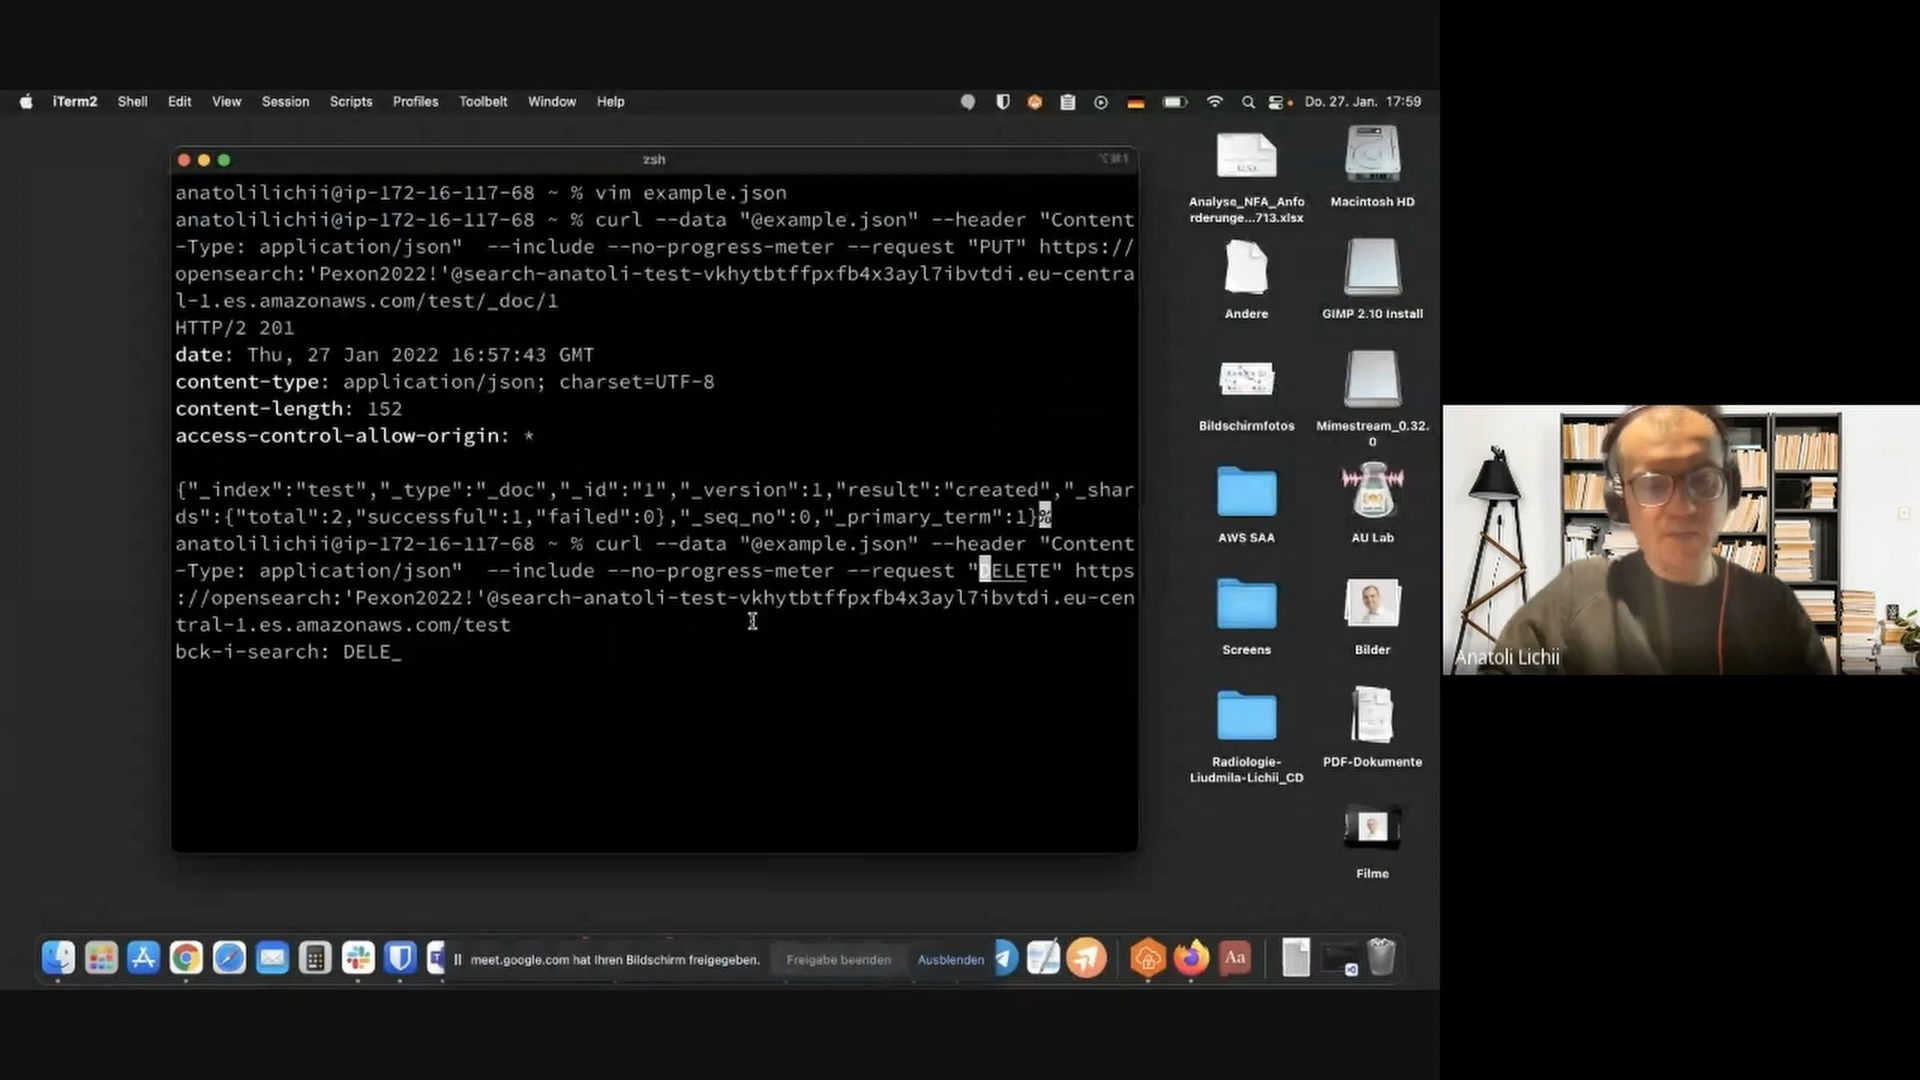 iTerm2 Shell Edit View Session Scripts Profiles Toolbelt Window Help Do. 27. Jan. 17:59
zsh ⌥⌘1
anatolilichii@ip-172-16-117-68 ~ % vim example.json
anatolilichii@ip-172-16-117-68 ~ % curl --data "@example.json" --header "Content
-Type: application/json"  --include --no-progress-meter --request "PUT" https://
opensearch:'Pexon2022!'@search-anatoli-test-vkhytbtffpxfb4x3ayl7ibvtdi.eu-centra
l-1.es.amazonaws.com/test/_doc/1
HTTP/2 201
date: Thu, 27 Jan 2022 16:57:43 GMT
content-type: application/json; charset=UTF-8
content-length: 152
access-control-allow-origin: *
{"_index":"test","_type":"_doc","_id":"1","_version":1,"result":"created","_shar
ds":{"total":2,"successful":1,"failed":0},"_seq_no":0,"_primary_term":1}%
anatolilichii@ip-172-16-117-68 ~ % curl --data "@example.json" --header "Content
-Type: application/json"  --include --no-progress-meter --request "DELETE" https
://opensearch:'Pexon2022!'@search-anatoli-test-vkhytbtffpxfb4x3ayl7ibvtdi.eu-cen
tral-1.es.amazonaws.com/test
bck-i-search: DELE_
XLSX
Analyse_NFA_Anfo
rderunge...713.xlsx
Macintosh HD
Andere
GIMP 2.10 Install
Bildschirmfotos
Mimestream_0.32.
0
AWS SAA
AU Lab
Screens
Bilder
Radiologie-
Liudmila-Lichii_CD
PDF-Dokumente
Filme
meet.google.com hat Ihren Bildschirm freigegeben. Freigabe beenden Ausblenden
Aa
Anatoli Lichii